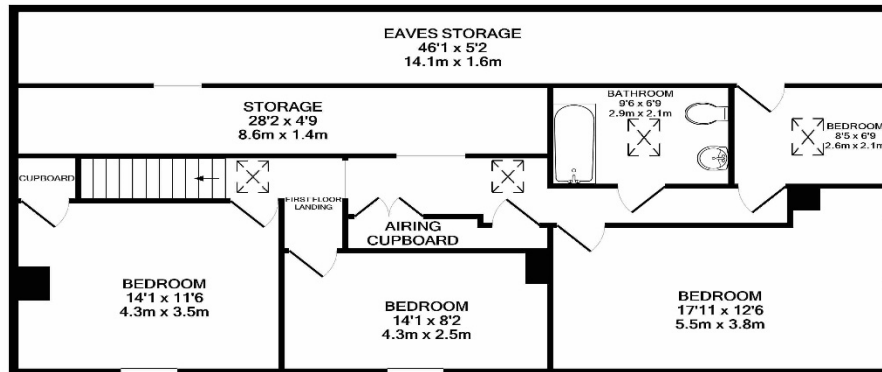 EAVES STORAGE
46'1 x 5'2
14.1m x 1.6m
STORAGE
28'2 x 4'9
8.6m x 1.4m
BATHROOM
9'6 x 6'9
2.9m x 2.1m
BEDROOM
8'5 x 6'9
2.6m x 2.1m
CUPBOARD
FIRST FLOOR
LANDING
AIRING
CUPBOARD
BEDROOM
14'1 x 11'6
4.3m x 3.5m
BEDROOM
14'1 x 8'2
4.3m x 2.5m
BEDROOM
17'11 x 12'6
5.5m x 3.8m